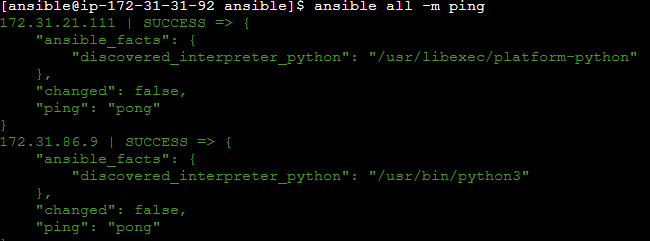 [ansible@ip-172-31-31-92 ansible]$ ansible all -m ping
172.31.21.111 | SUCCESS => {
    "ansible_facts": {
        "discovered_interpreter_python": "/usr/libexec/platform-python"
    },
    "changed": false,
    "ping": "pong"
}
172.31.86.9 | SUCCESS => {
    "ansible_facts": {
        "discovered_interpreter_python": "/usr/bin/python3"
    },
    "changed": false,
    "ping": "pong"